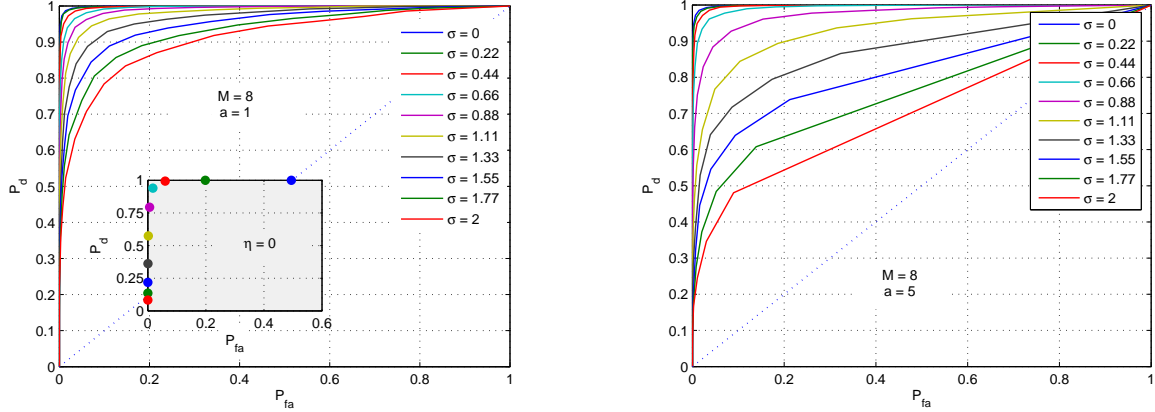 1
0.9
0.8
0.7
0.6
0.5
0.4
0.3
0.2
0.1
0
P_d
M = 8
a = 1
σ = 0
σ = 0.22
σ = 0.44
σ = 0.66
σ = 0.88
σ = 1.11
σ = 1.33
σ = 1.55
σ = 1.77
σ = 2
1
0.75
0.5
0.25
0
P_d
η = 0
0 0.2 0.4 0.6
P_fa
0 0.2 0.4 0.6 0.8 1
P_fa
1
0.9
0.8
0.7
0.6
0.5
0.4
0.3
0.2
0.1
0
P_d
σ = 0
σ = 0.22
σ = 0.44
σ = 0.66
σ = 0.88
σ = 1.11
σ = 1.33
σ = 1.55
σ = 1.77
σ = 2
M = 8
a = 5
0 0.2 0.4 0.6 0.8 1
P_fa